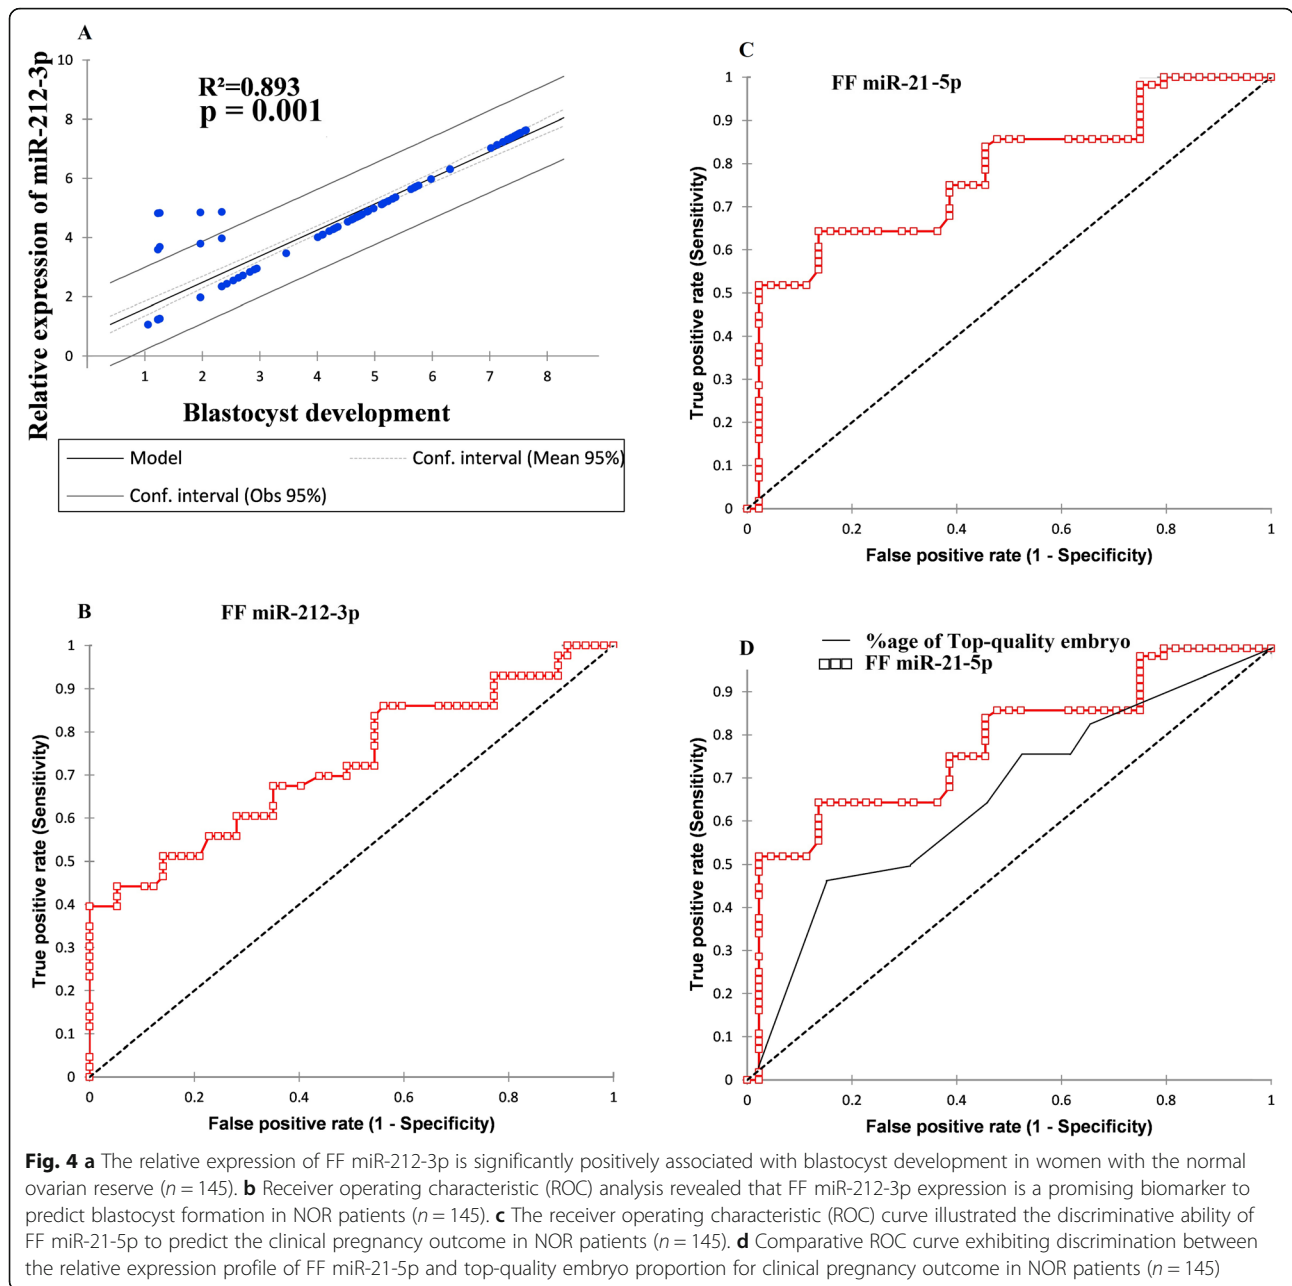 A
10
8
6
4
2
0
R²=0.893
p = 0.001
Relative expression of miR-212-3p
1 2 3 4 5 6 7 8
Blastocyst development
Model
Conf. interval (Mean 95%)
Conf. interval (Obs 95%)
C
FF miR-21-5p
1
0.9
0.8
0.7
0.6
0.5
0.4
0.3
0.2
0.1
0
True positive rate (Sensitivity)
0 0.2 0.4 0.6 0.8 1
False positive rate (1 - Specificity)
B
FF miR-212-3p
1
0.9
0.8
0.7
0.6
0.5
0.4
0.3
0.2
0.1
0
True positive rate (Sensitivity)
0 0.2 0.4 0.6 0.8 1
False positive rate (1 - Specificity)
D
%age of Top-quality embryo
FF miR-21-5p
0.9
0.8
0.7
0.6
0.5
0.4
0.3
0.2
0.1
0
True positive rate (Sensitivity)
0 0.2 0.4 0.6 0.8 1
False positive rate (1 - Specificity)
Fig. 4 a The relative expression of FF miR-212-3p is significantly positively associated with blastocyst development in women with the normal
ovarian reserve (n = 145). b Receiver operating characteristic (ROC) analysis revealed that FF miR-212-3p expression is a promising biomarker to
predict blastocyst formation in NOR patients (n = 145). c The receiver operating characteristic (ROC) curve illustrated the discriminative ability of
FF miR-21-5p to predict the clinical pregnancy outcome in NOR patients (n = 145). d Comparative ROC curve exhibiting discrimination between
the relative expression profile of FF miR-21-5p and top-quality embryo proportion for clinical pregnancy outcome in NOR patients (n = 145)